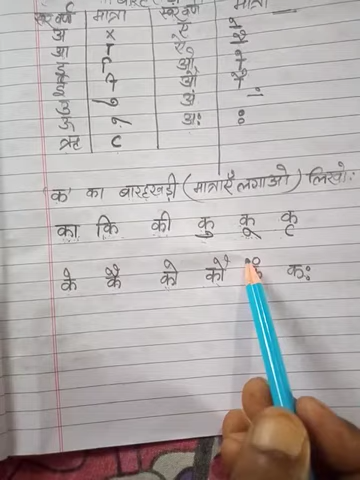 स्वर वर्ण मात्रा स्वर वर्ण मात्रा
अ x ए े
आ ा ऐ ै
इ ि ओ ो
ई ी औ ौ
उ ु अं ं
ऊ ू अः ः
ऋ ृ
'क' का बारहखड़ी (मात्राएँ लगाओ) लिखो:
का कि की कु कू कृ
के कै को कौ कः